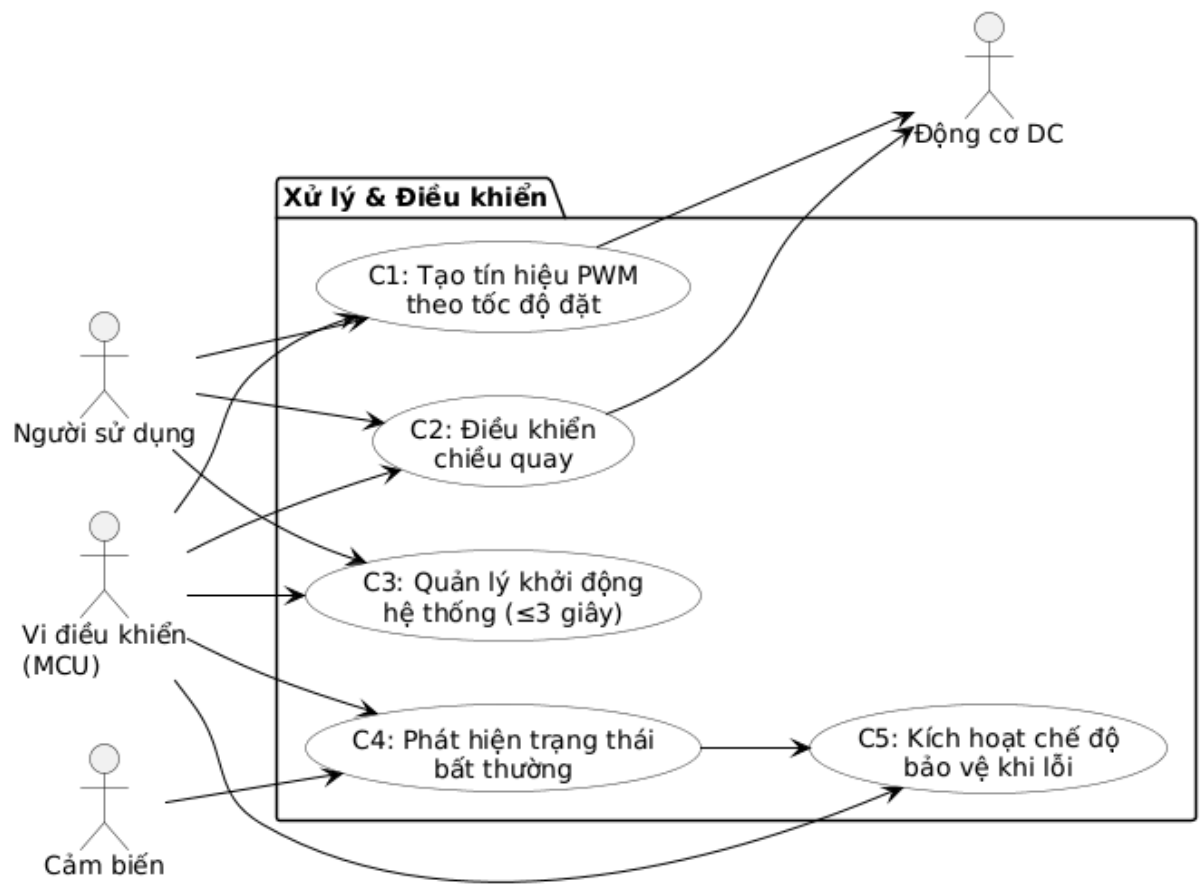 Động cơ DC
Xử lý & Điều khiển
C1: Tạo tín hiệu PWM
theo tốc độ đặt
Người sử dụng
C2: Điều khiển
chiều quay
C3: Quản lý khởi động
hệ thống (≤3 giây)
Vi điều khiển
(MCU)
C4: Phát hiện trạng thái
bất thường
C5: Kích hoạt chế độ
bảo vệ khi lỗi
Cảm biến